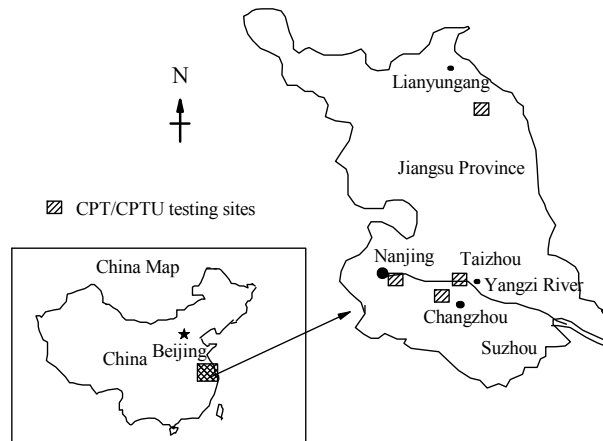 N
Lianyungang
Jiangsu Province
CPT/CPTU testing sites
Nanjing
Taizhou
Yangzi River
Changzhou
Suzhou
China Map
Beijing
China